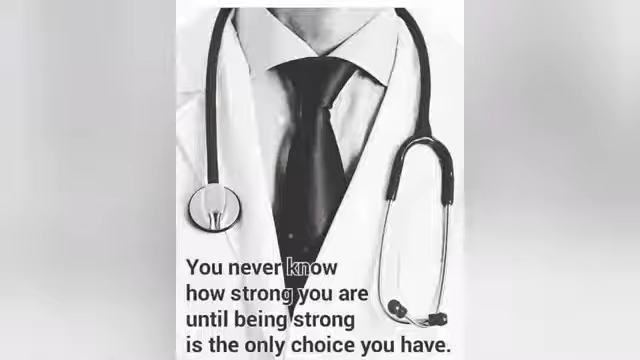 You never know
how strong you are
until being strong
is the only choice you have.